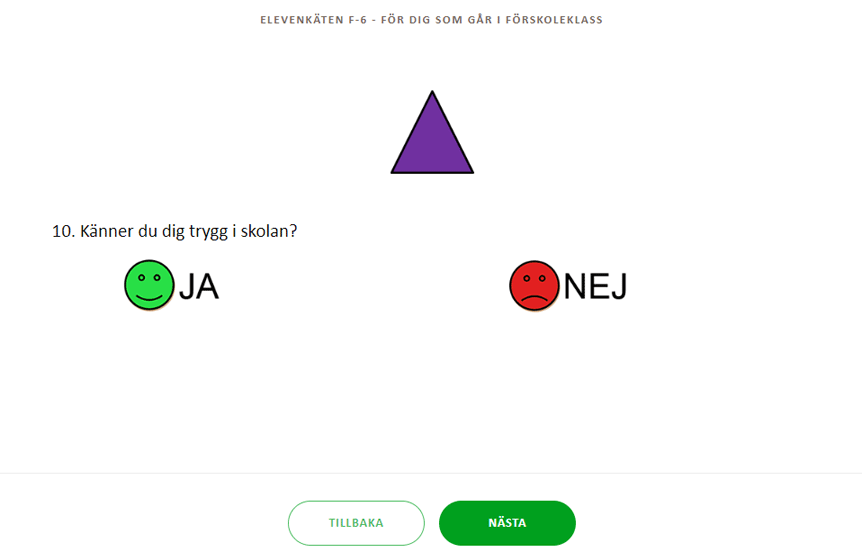 ELEVENKÄTEN F-6 - FÖR DIG SOM GÅR I FÖRSKOLEKLASS
10. Känner du dig trygg i skolan?
JA NEJ
TILLBAKA NÄSTA